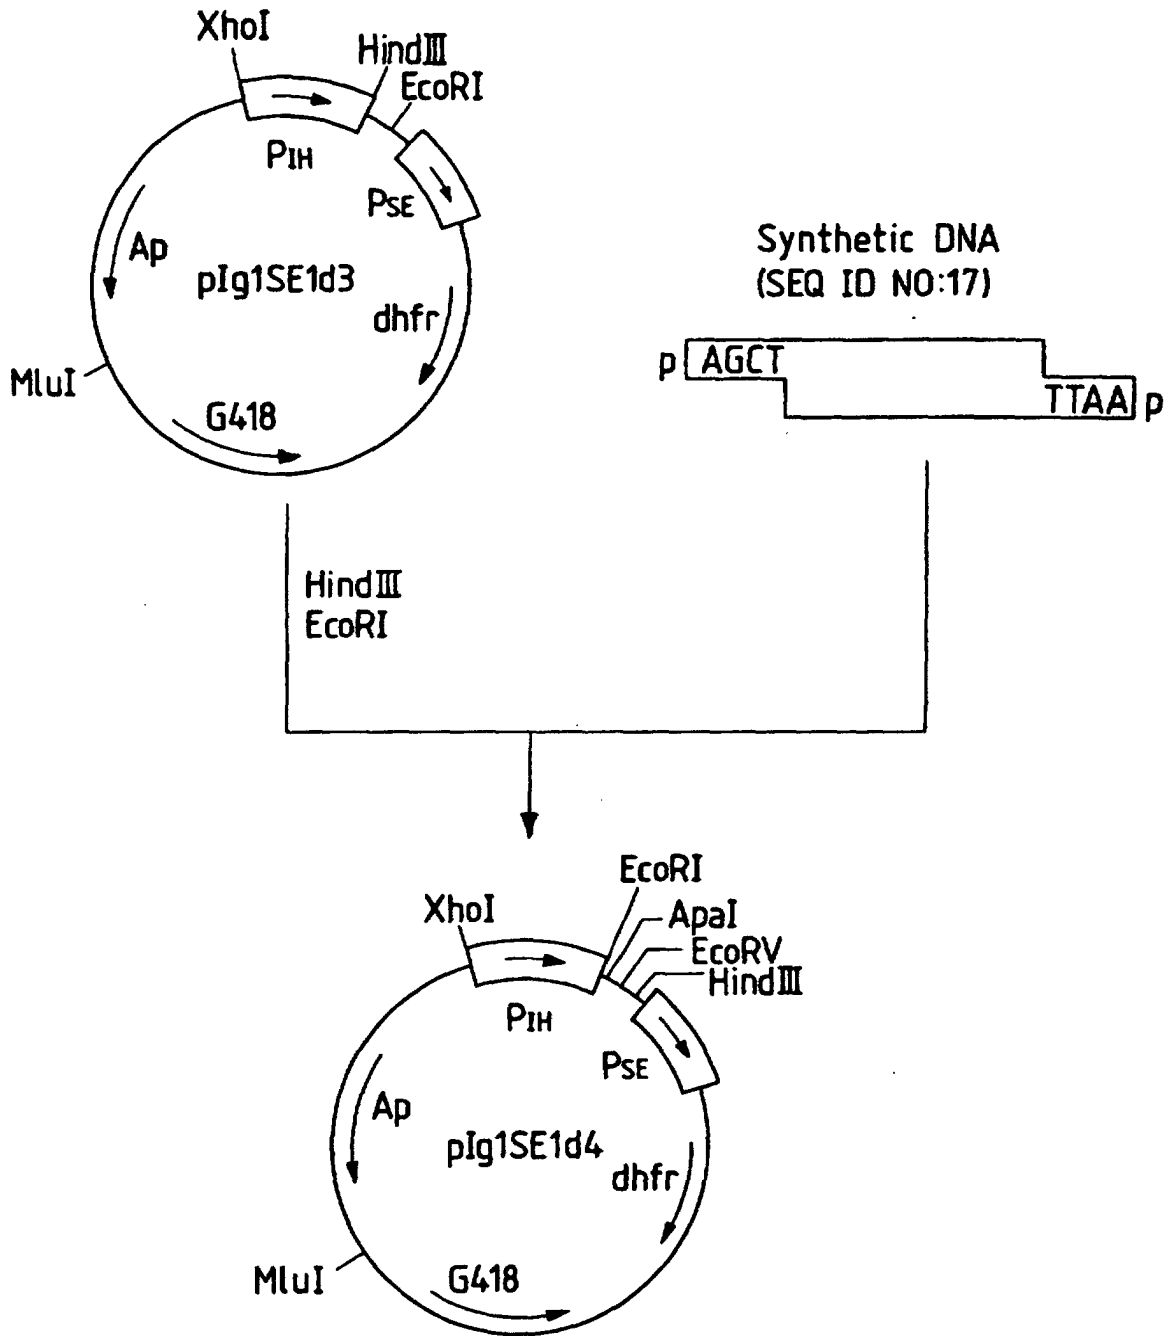 XhoI
HindIII
EcoRI
PIH
PSE
Ap
pIg1SE1d3
dhfr
MluI
G418
Synthetic DNA
(SEQ ID NO:17)
p AGCT
TTAA p
HindIII
EcoRI
EcoRI
XhoI
ApaI
EcoRV
HindIII
PIH
PSE
Ap
pIg1SE1d4
dhfr
MluI
G418